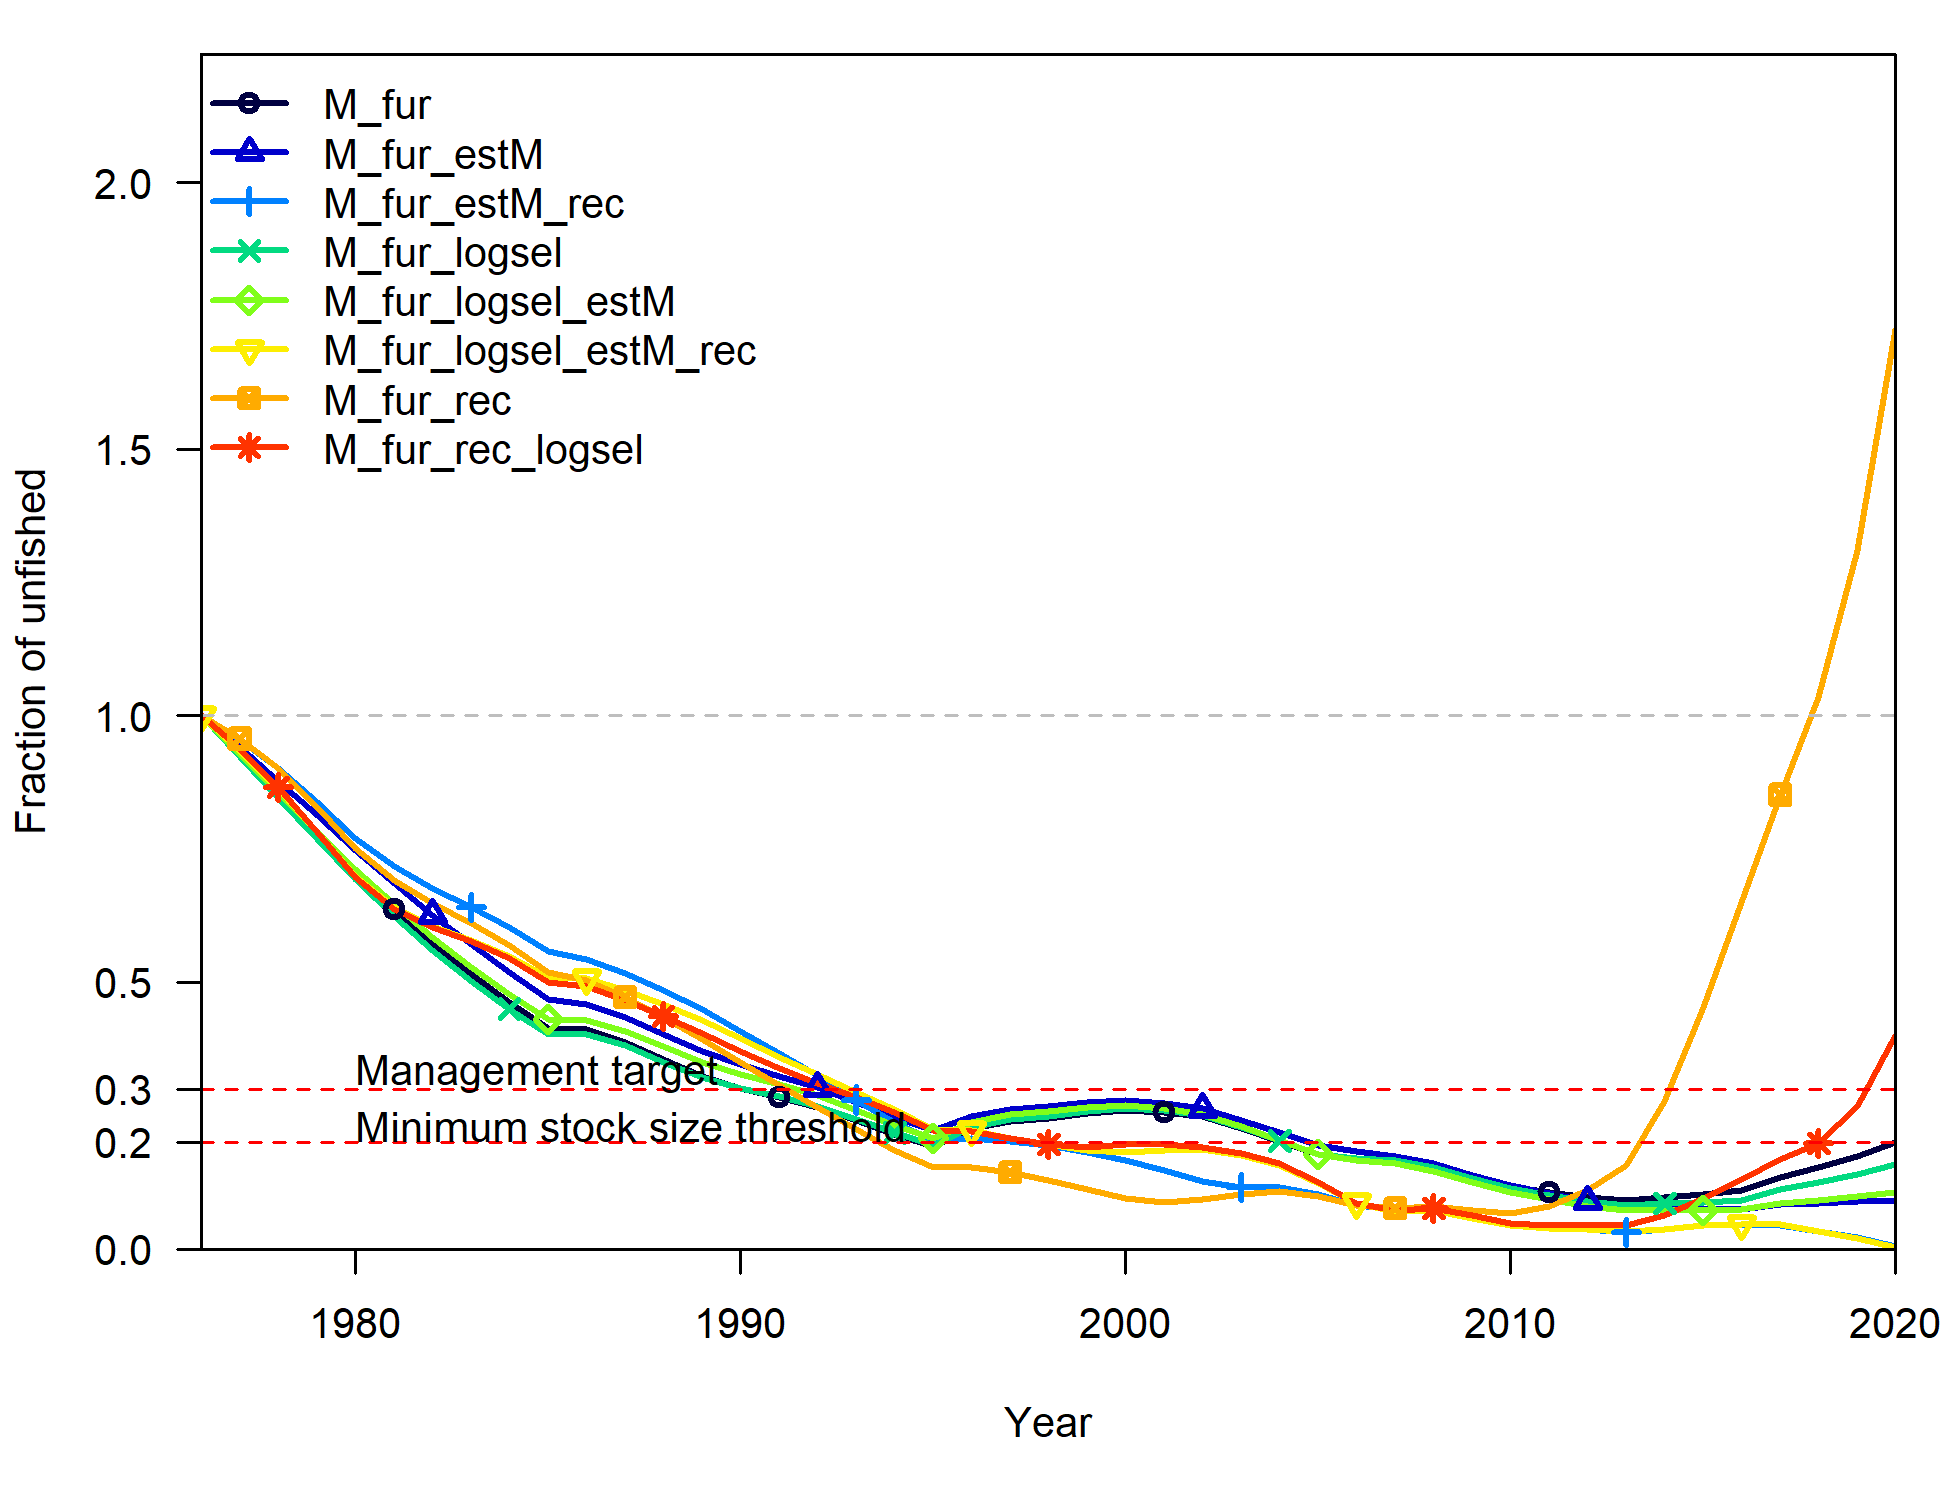 M_fur
M_fur_estM
M_fur_estM_rec
M_fur_logsel
M_fur_logsel_estM
M_fur_logsel_estM_rec
M_fur_rec
M_fur_rec_logsel
2.0
1.5
1.0
0.5
0.3
0.2
0.0
Fraction of unfished
Management target
Minimum stock size threshold
1980 1990 2000 2010 2020
Year